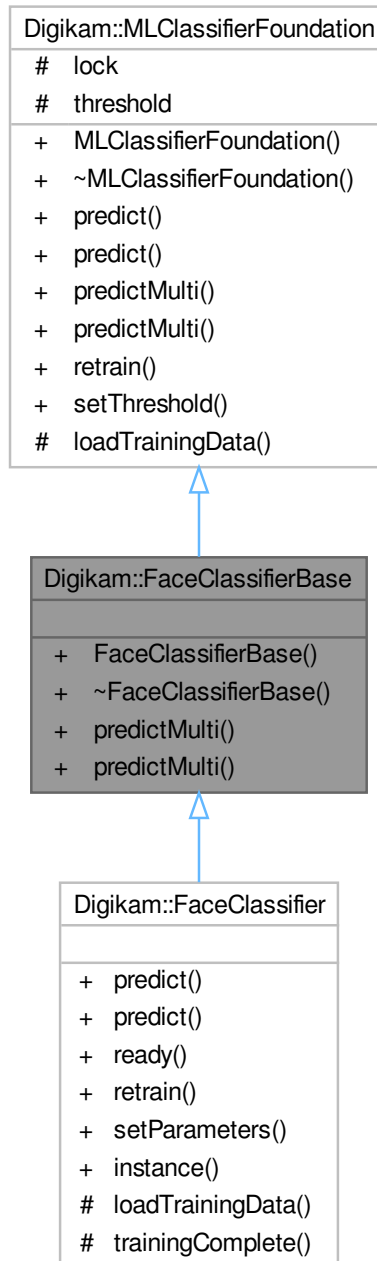 Digikam::MLClassifierFoundation
# lock
# threshold
+ MLClassifierFoundation()
+ ~MLClassifierFoundation()
+ predict()
+ predict()
+ predictMulti()
+ predictMulti()
+ retrain()
+ setThreshold()
# loadTrainingData()
Digikam::FaceClassifierBase
+ FaceClassifierBase()
+ ~FaceClassifierBase()
+ predictMulti()
+ predictMulti()
Digikam::FaceClassifier
+ predict()
+ predict()
+ ready()
+ retrain()
+ setParameters()
+ instance()
# loadTrainingData()
# trainingComplete()